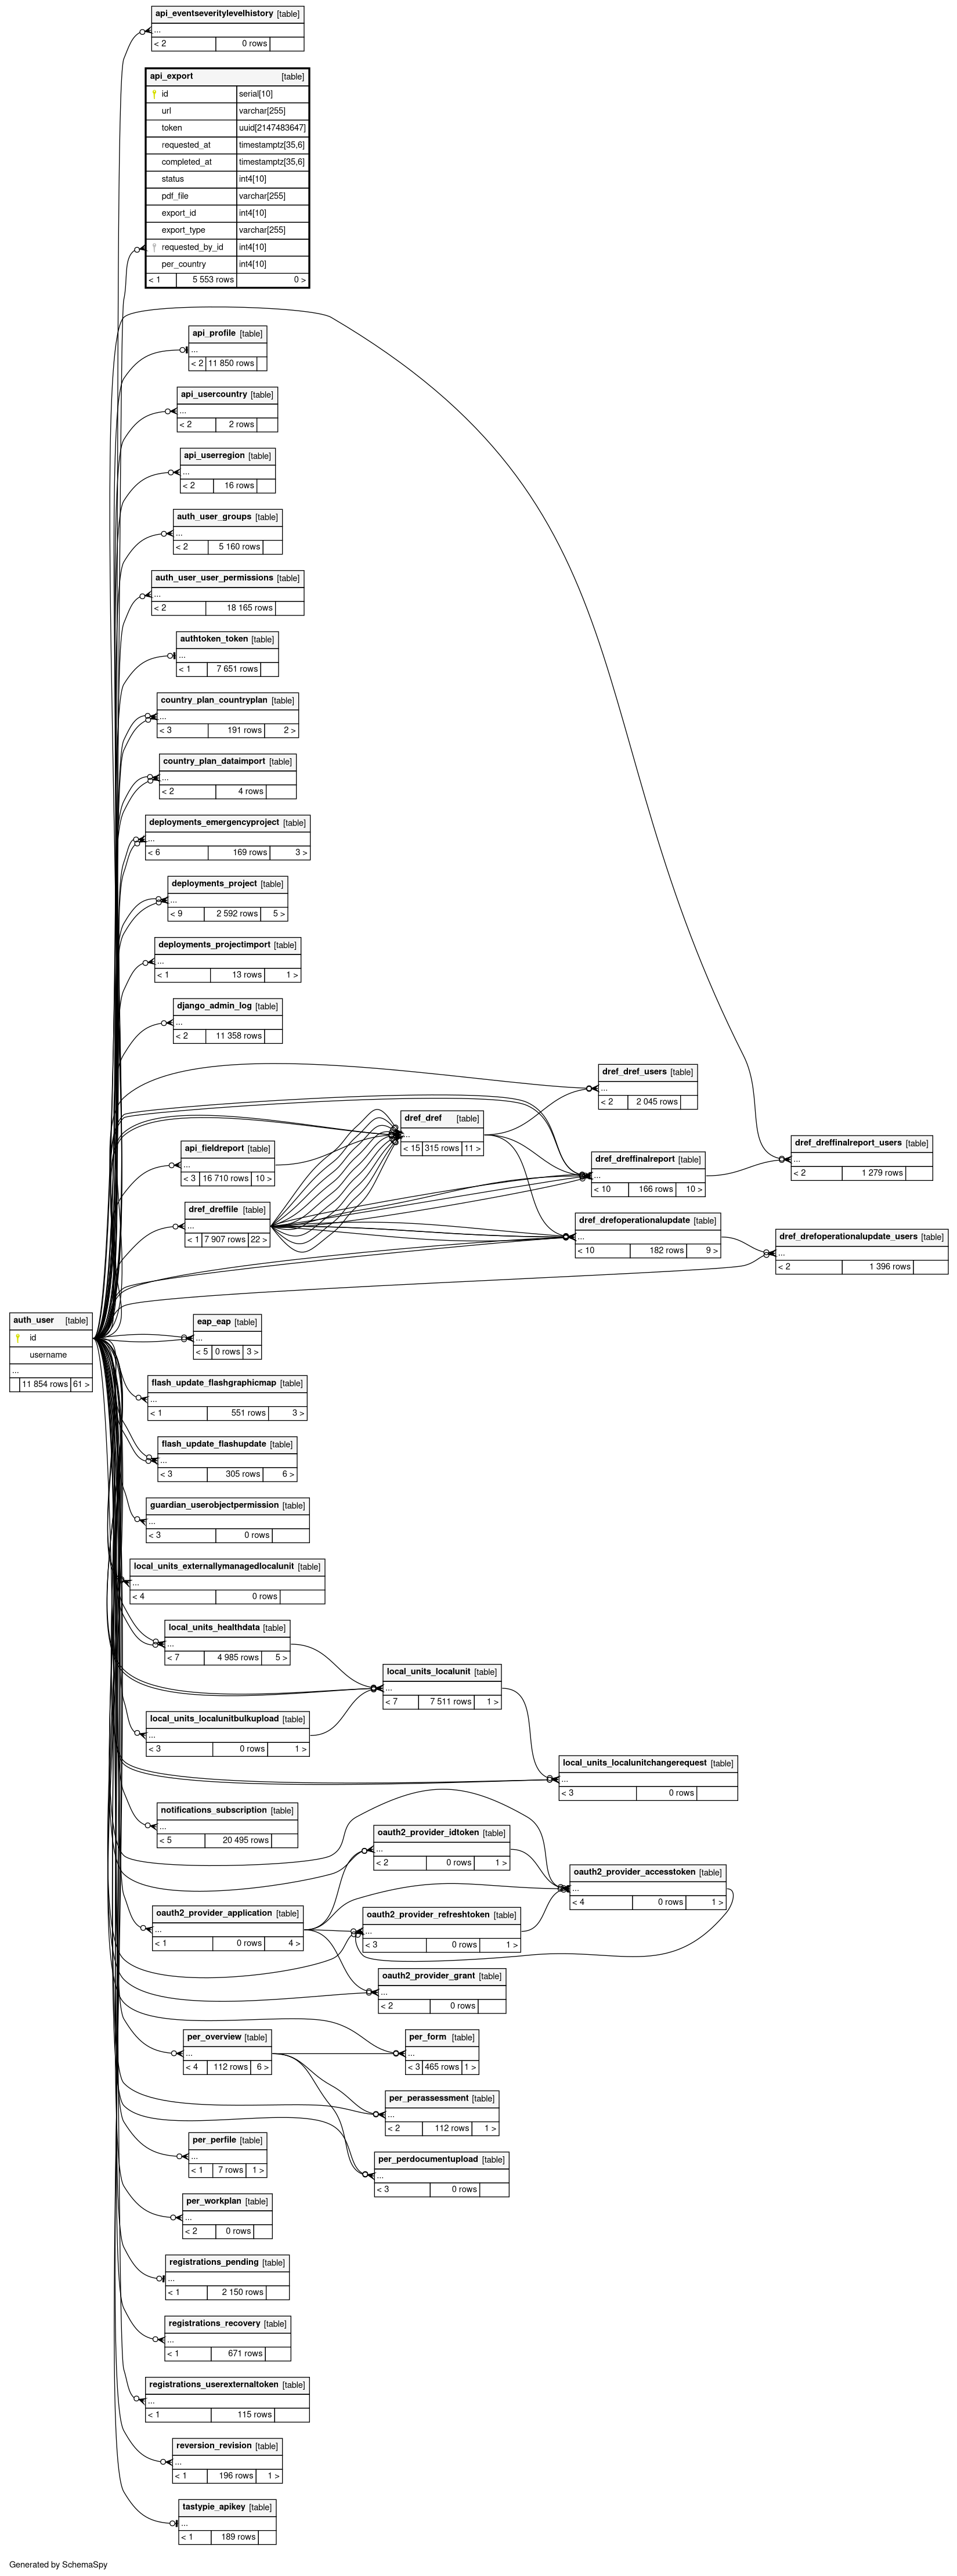 api_eventseveritylevelhistory [table]
...
< 2 0 rows
api_export [table]
id serial[10]
url varchar[255]
token uuid[2147483647]
requested_at timestamptz[35,6]
completed_at timestamptz[35,6]
status int4[10]
pdf_file varchar[255]
export_id int4[10]
export_type varchar[255]
requested_by_id int4[10]
per_country int4[10]
< 1 5 553 rows 0 >
api_profile [table]
...
< 2 11 850 rows
api_usercountry [table]
...
< 2 2 rows
api_userregion [table]
...
< 2 16 rows
auth_user_groups [table]
...
< 2 5 160 rows
auth_user_user_permissions [table]
...
< 2 18 165 rows
authtoken_token [table]
...
< 1 7 651 rows
country_plan_countryplan [table]
...
< 3 191 rows 2 >
country_plan_dataimport [table]
...
< 2 4 rows
deployments_emergencyproject [table]
...
< 6 169 rows 3 >
deployments_project [table]
...
< 9 2 592 rows 5 >
deployments_projectimport [table]
...
< 1 13 rows 1 >
django_admin_log [table]
...
< 2 11 358 rows
dref_dref_users [table]
...
< 2 2 045 rows
dref_dref [table]
...
< 15 315 rows 11 >
dref_dreffinalreport_users [table]
...
< 2 1 279 rows
api_fieldreport [table]
...
< 3 16 710 rows 10 >
dref_dreffinalreport [table]
...
< 10 166 rows 10 >
dref_dreffile [table]
...
< 1 7 907 rows 22 >
dref_drefoperationalupdate [table]
...
< 10 182 rows 9 >
dref_drefoperationalupdate_users [table]
...
< 2 1 396 rows
auth_user [table]
id
username
...
11 854 rows 61 >
eap_eap [table]
...
< 5 0 rows 3 >
flash_update_flashgraphicmap [table]
...
< 1 551 rows 3 >
flash_update_flashupdate [table]
...
< 3 305 rows 6 >
guardian_userobjectpermission [table]
...
< 3 0 rows
local_units_externallymanagedlocalunit [table]
...
< 4 0 rows
local_units_healthdata [table]
...
< 7 4 985 rows 5 >
local_units_localunit [table]
...
< 7 7 511 rows 1 >
local_units_localunitbulkupload [table]
...
< 3 0 rows 1 >
local_units_localunitchangerequest [table]
...
< 3 0 rows
notifications_subscription [table]
...
< 5 20 495 rows
oauth2_provider_idtoken [table]
...
< 2 0 rows 1 >
oauth2_provider_accesstoken [table]
...
< 4 0 rows 1 >
oauth2_provider_application [table]
...
< 1 0 rows 4 >
oauth2_provider_refreshtoken [table]
...
< 3 0 rows 1 >
oauth2_provider_grant [table]
...
< 2 0 rows
per_overview [table]
...
< 4 112 rows 6 >
per_form [table]
...
< 3 465 rows 1 >
per_perassessment [table]
...
< 2 112 rows 1 >
per_perfile [table]
...
< 1 7 rows 1 >
per_perdocumentupload [table]
...
< 3 0 rows
per_workplan [table]
...
< 2 0 rows
registrations_pending [table]
...
< 1 2 150 rows
registrations_recovery [table]
...
< 1 671 rows
registrations_userexternaltoken [table]
...
< 1 115 rows
reversion_revision [table]
...
< 1 196 rows 1 >
tastypie_apikey [table]
...
< 1 189 rows
Generated by SchemaSpy